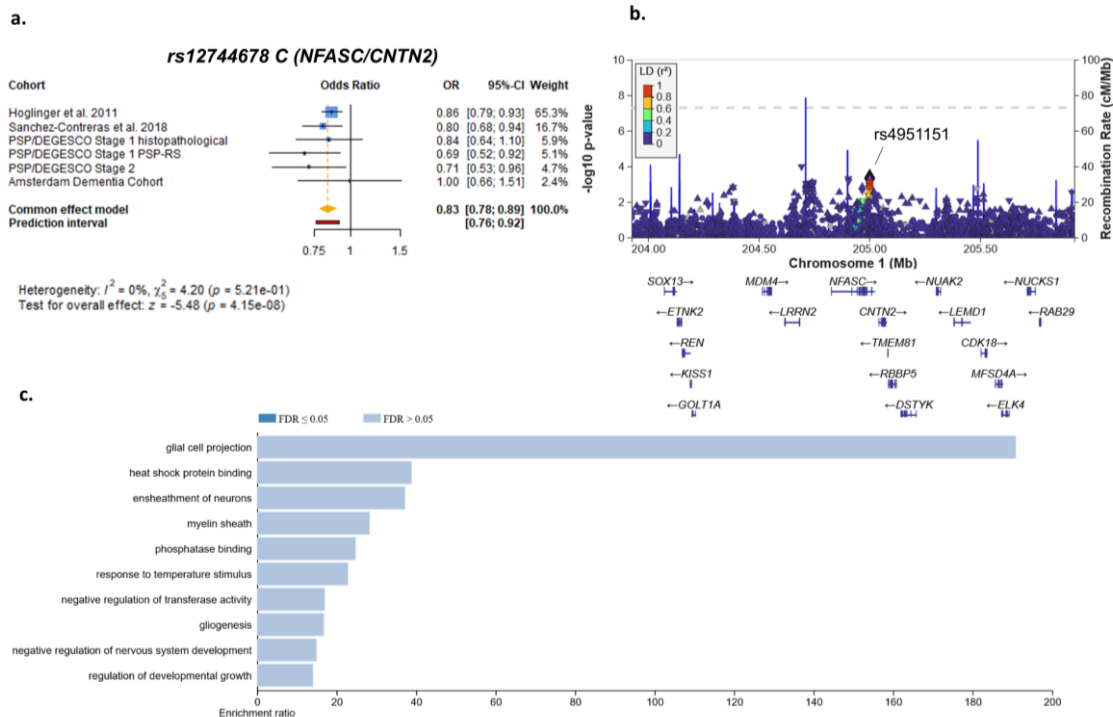 a.
rs12744678 C (NFASC/CNTN2)
Cohort Odds Ratio OR 95%-CI Weight
Hoglinger et al. 2011 0.86 [0.79; 0.93] 65.3%
Sanchez-Contreras et al. 2018 0.80 [0.68; 0.94] 16.7%
PSP/DEGESCO Stage 1 histopathological 0.84 [0.64; 1.10] 5.9%
PSP/DEGESCO Stage 1 PSP-RS 0.69 [0.52; 0.92] 5.1%
PSP/DEGESCO Stage 2 0.71 [0.53; 0.96] 4.7%
Amsterdam Dementia Cohort 1.00 [0.66; 1.51] 2.4%
Common effect model 0.83 [0.78; 0.89] 100.0%
Prediction interval [0.76; 0.92]
0.75 1 1.5
Heterogeneity: I² = 0%, χ²₅ = 4.20 (p = 5.21e-01)
Test for overall effect: z = -5.48 (p = 4.15e-08)
b.
10 100
LD (r²)
1
0.8
0.6
0.4
0.2
0
8 80
6 60
4 40
2 20
0 0
-log10 p-value
Recombination Rate (cM/Mb)
rs4951151
204.00 204.50 205.00 205.50
Chromosome 1 (Mb)
SOX13→ MDM4→ NFASC→ ←NUAK2 ←NUCKS1
←ETNK2 ←LRRN2 CNTN2→ ←LEMD1 ←RAB29
←REN ←TMEM81 CDK18→
←KISS1 ←RBBP5 MFSD4A→
←GOLT1A ←DSTYK ←ELK4
c.
FDR ≤ 0.05 FDR > 0.05
glial cell projection
heat shock protein binding
ensheathment of neurons
myelin sheath
phosphatase binding
response to temperature stimulus
negative regulation of transferase activity
gliogenesis
negative regulation of nervous system development
regulation of developmental growth
0 20 40 60 80 100 120 140 160 180 200
Enrichment ratio